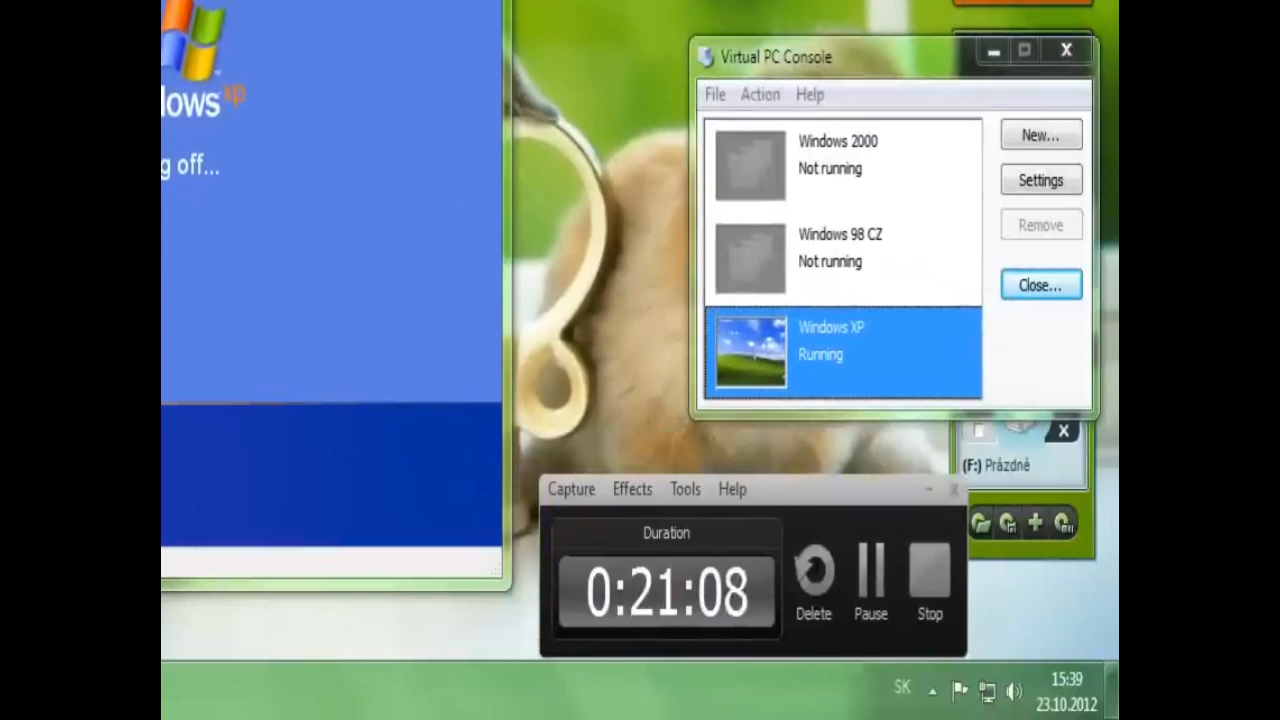 lows xp
g off...
Virtual PC Console
File Action Help
Windows 2000
Not running
Windows 98 CZ
Not running
Windows XP
Running
New...
Settings
Remove
Close...
(F:) Prázdné
Capture Effects Tools Help
Duration
0:21:08
Delete Pause Stop
SK
15:39
23.10.2012